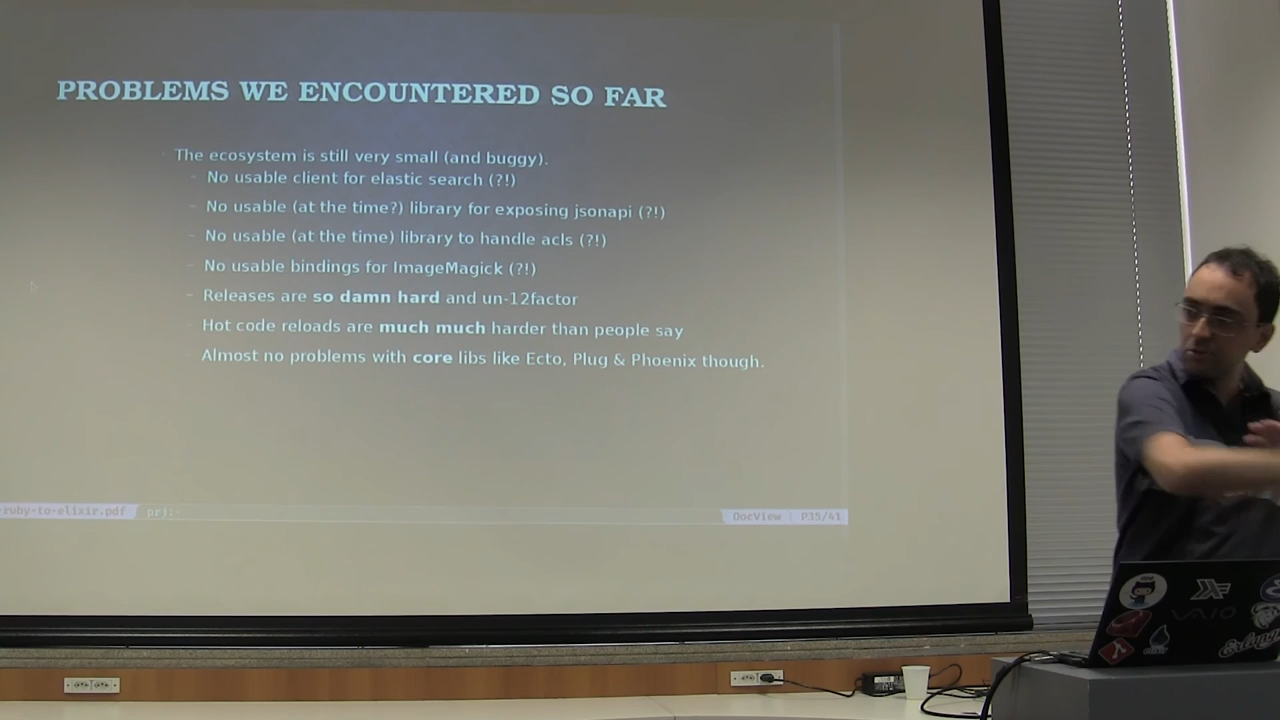 PROBLEMS WE ENCOUNTERED SO FAR
The ecosystem is still very small (and buggy).
- No usable client for elastic search (?!)
- No usable (at the time?) library for exposing jsonapi (?!)
- No usable (at the time) library to handle acls (?!)
- No usable bindings for ImageMagick (?!)
- Releases are so damn hard and un-12factor
Hot code reloads are much much harder than people say
Almost no problems with core libs like Ecto, Plug & Phoenix though.
-ruby-to-elixir.pdf prj:- DocView P35/41
VAIO
elixir
Erlang